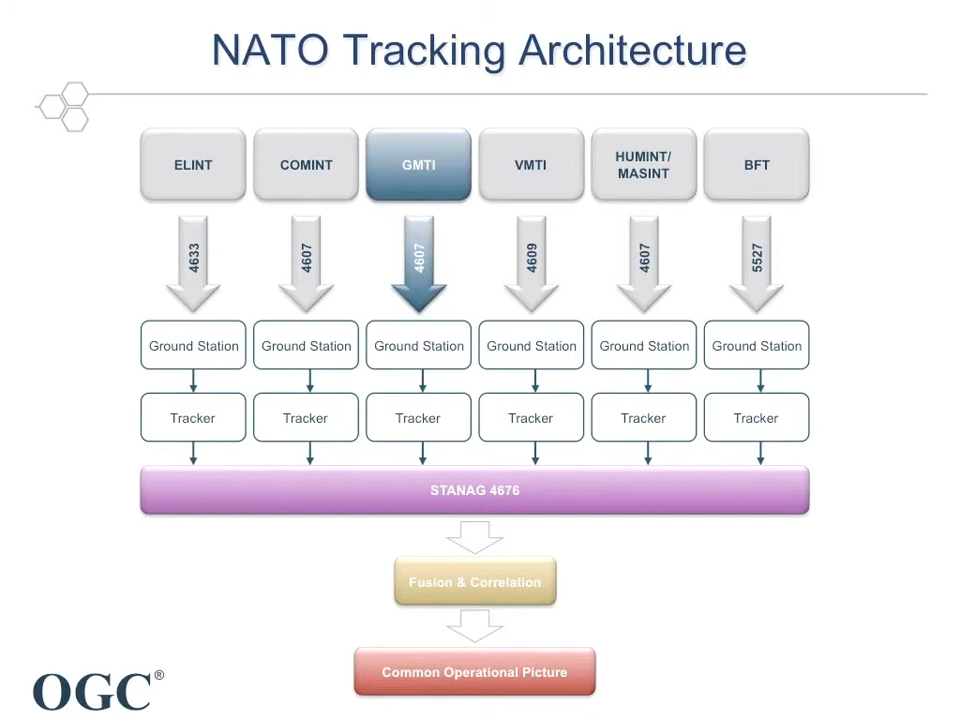 NATO Tracking Architecture
ELINT
COMINT
GMTI
VMTI
HUMINT/
MASINT
BFT
4633
4607
4607
4609
4607
5527
Ground Station
Ground Station
Ground Station
Ground Station
Ground Station
Ground Station
Tracker
Tracker
Tracker
Tracker
Tracker
Tracker
STANAG 4676
Fusion & Correlation
Common Operational Picture
OGC®